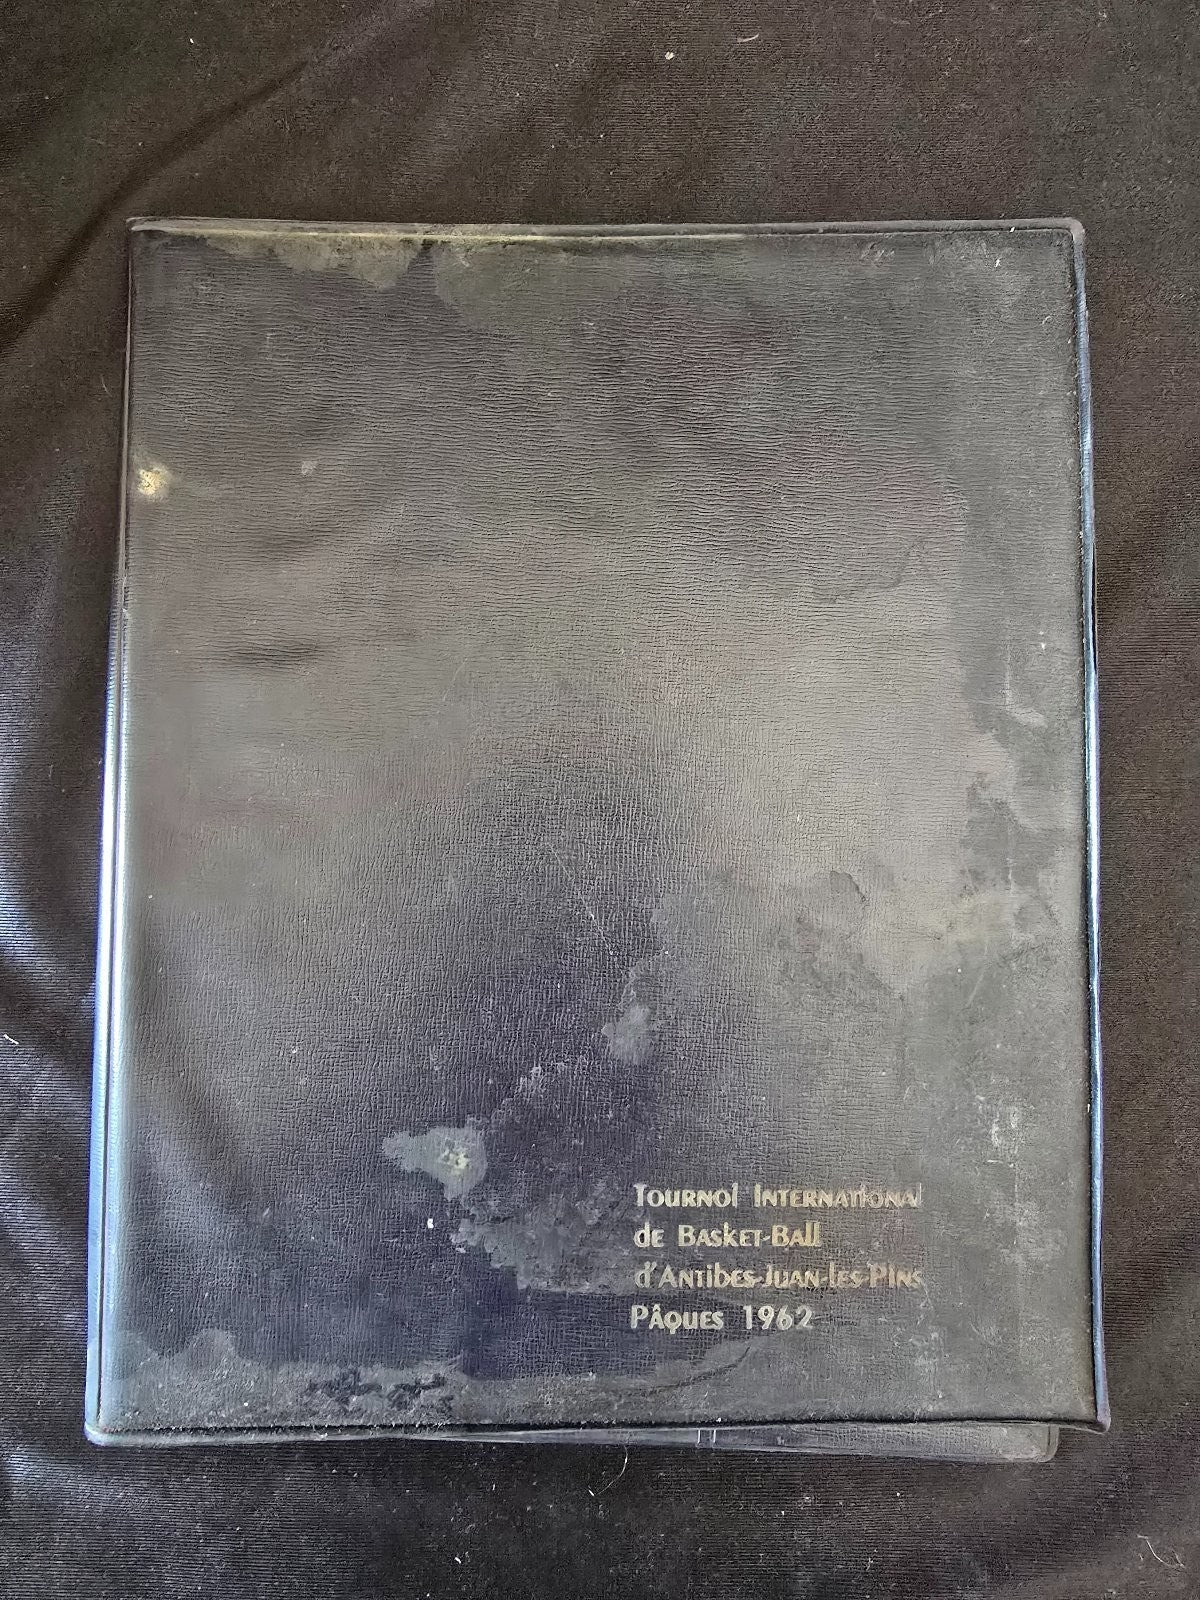 Tournoi International
de Basket-Ball
d'Antibes-Juan-les-Pins
Pâques 1962